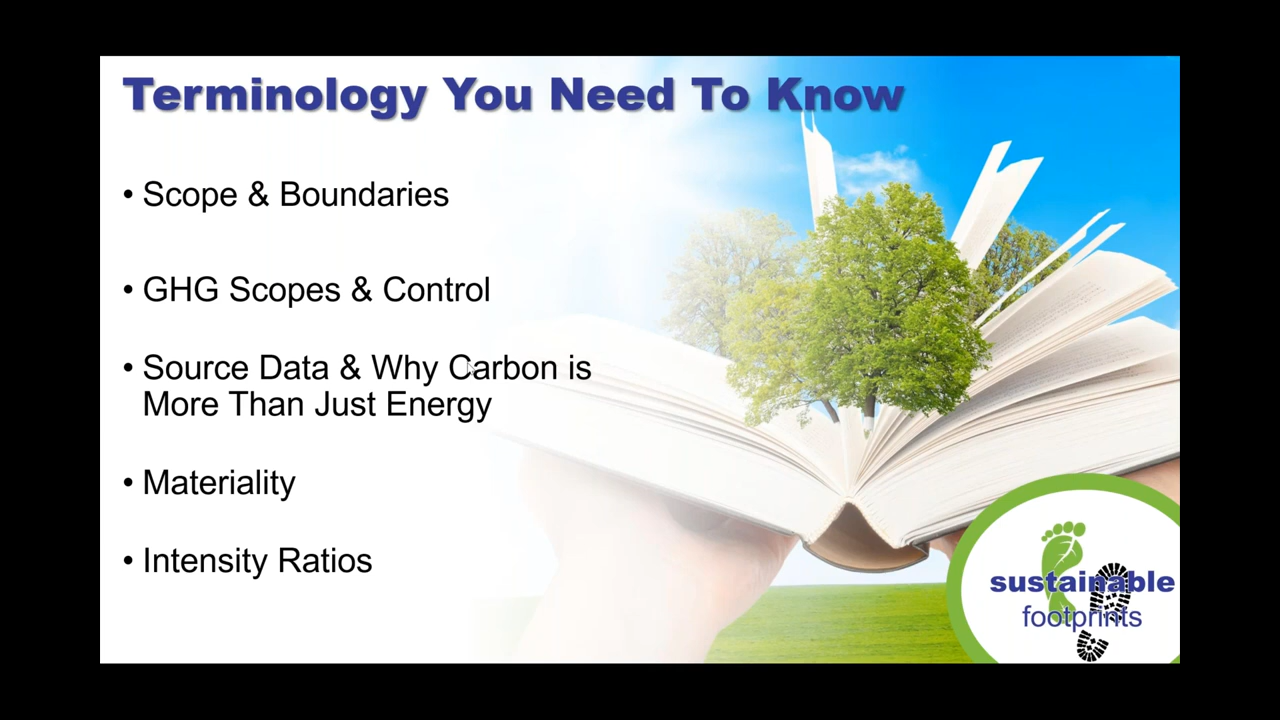 Terminology You Need To Know
• Scope & Boundaries
• GHG Scopes & Control
• Source Data & Why Carbon is
More Than Just Energy
• Materiality
• Intensity Ratios
sustainable
footprints